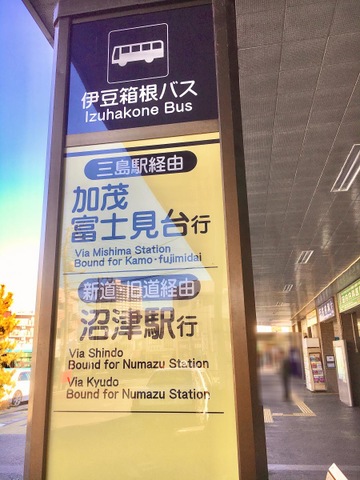 伊豆箱根バス
Izuhakone Bus
三島駅経由
加茂
富士見台行
Via Mishima Station
Bound for Kamo・fujimidai
新道・旧道経由
沼津駅行
Via Shindo
Bound for Numazu Station
Via Kyudo
Bound for Numazu Station